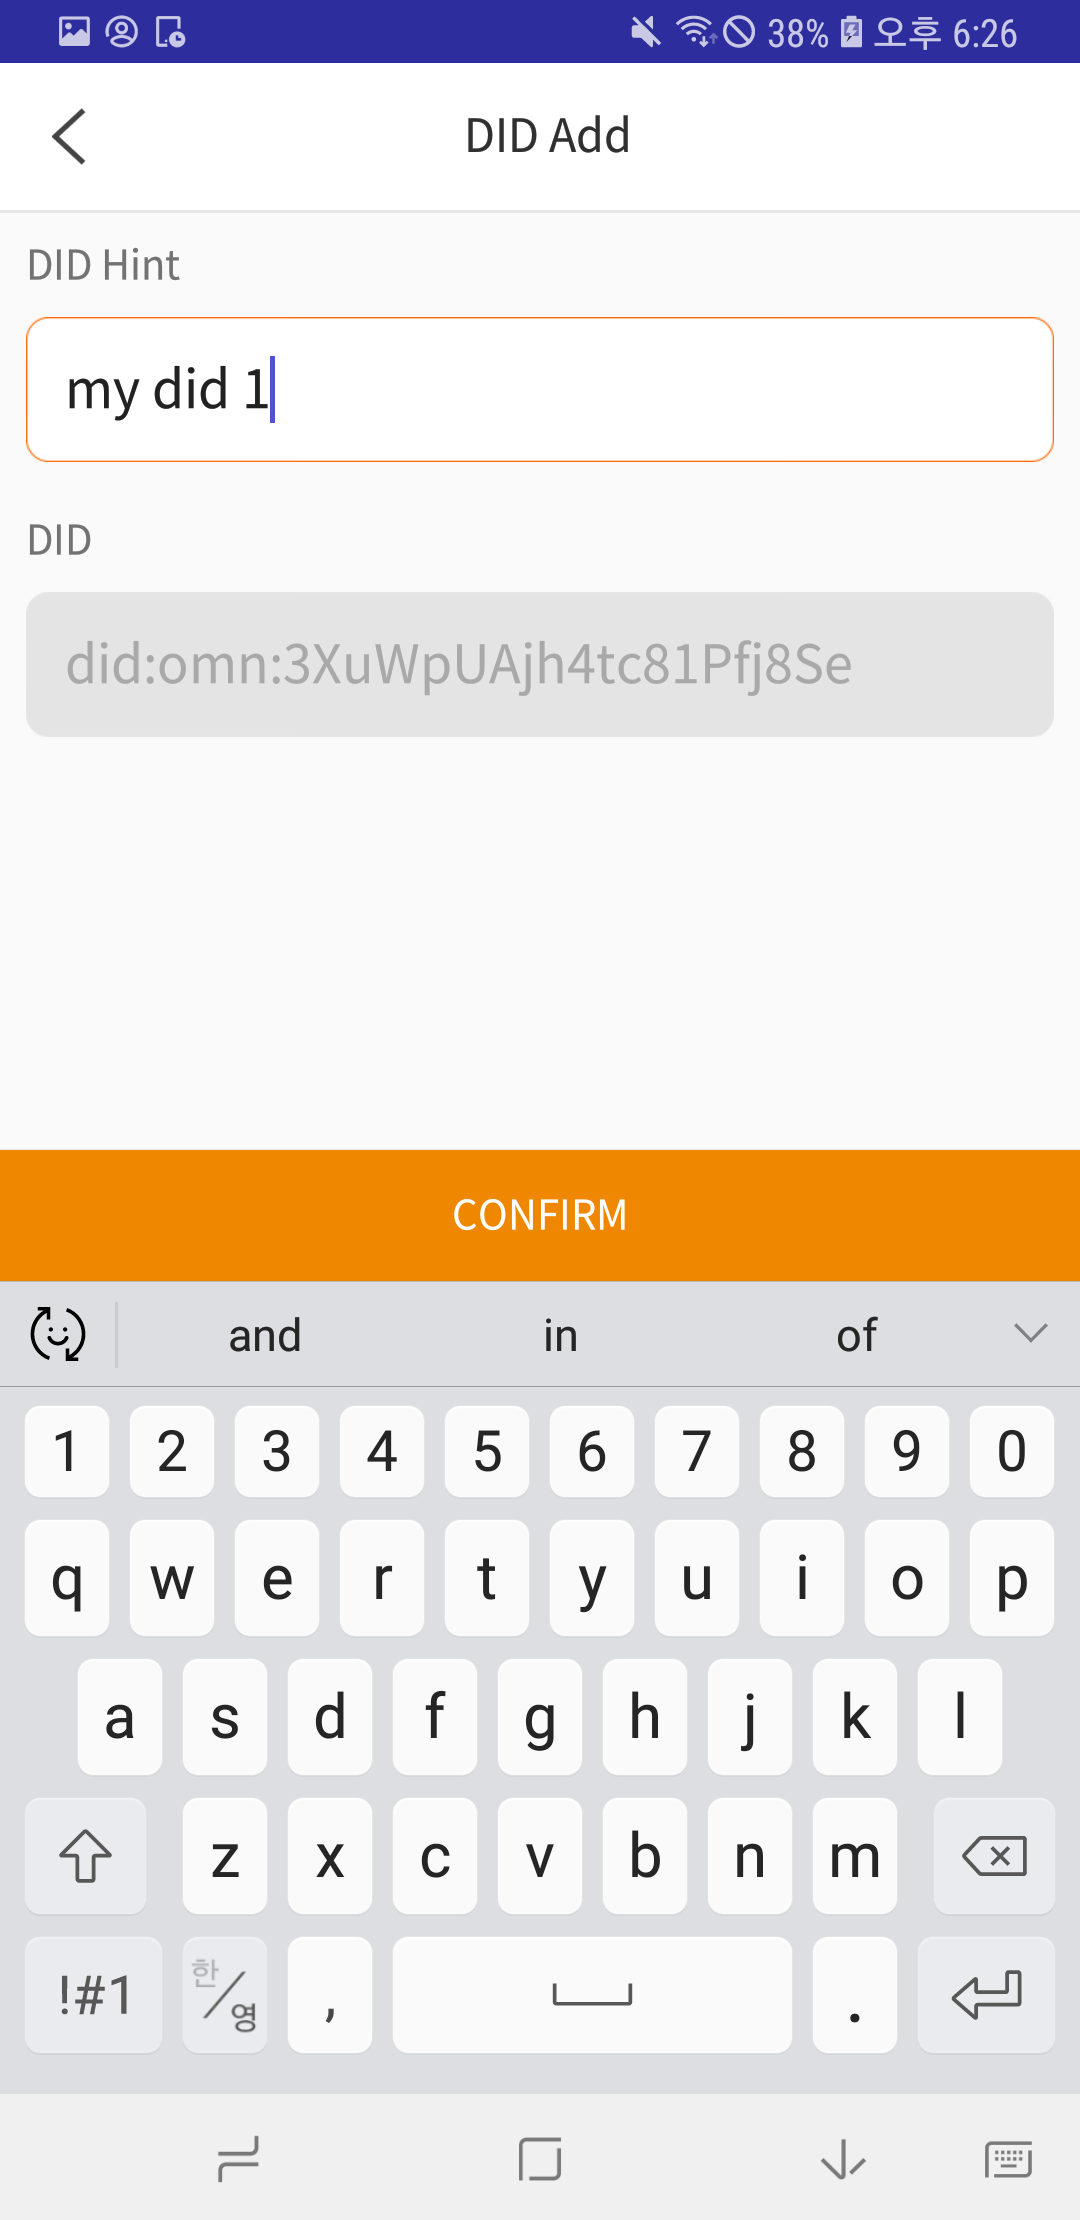 38% 오후 6:26
DID Add
DID Hint
my did 1
DID
did:omn:3XuWpUAjh4tc81Pfj8Se
CONFIRM
and in of
1 2 3 4 5 6 7 8 9 0
q w e r t y u i o p
a s d f g h j k l
z x c v b n m
!#1 한/영 , .